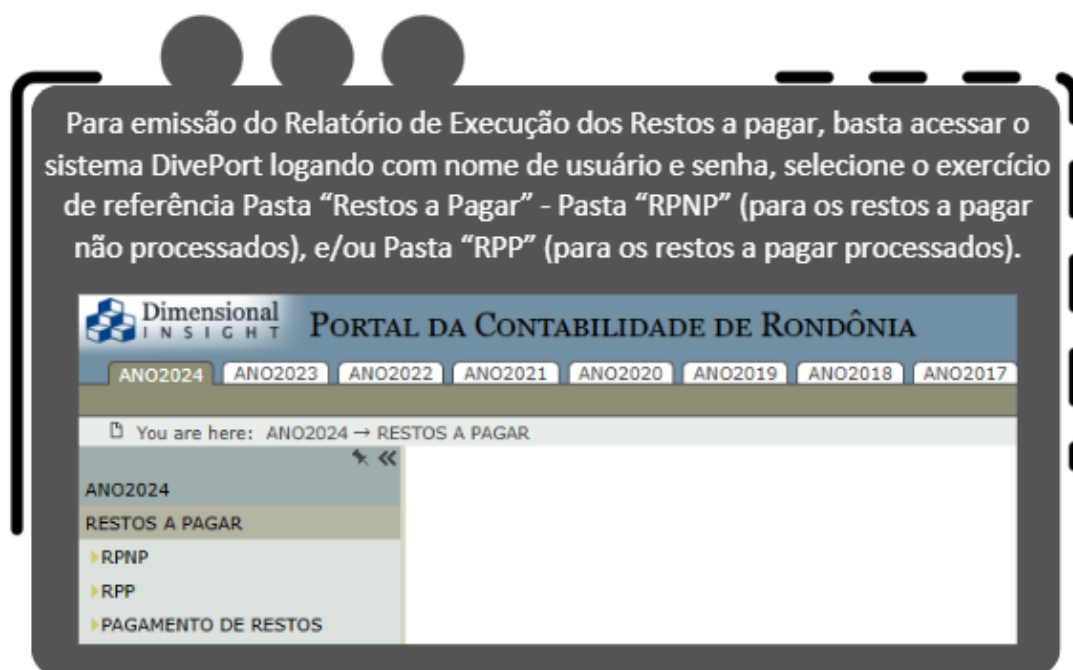 Para emissão do Relatório de Execução dos Restos a pagar, basta acessar o
sistema DivePort logando com nome de usuário e senha, selecione o exercício
de referência Pasta “Restos a Pagar” - Pasta “RPNP” (para os restos a pagar
não processados), e/ou Pasta “RPP” (para os restos a pagar processados).
Dimensional
INSIGHT
PORTAL DA CONTABILIDADE DE RONDÔNIA
ANO2024 ANO2023 ANO2022 ANO2021 ANO2020 ANO2019 ANO2018 ANO2017
You are here: ANO2024 → RESTOS A PAGAR
ANO2024
RESTOS A PAGAR
RPNP
RPP
PAGAMENTO DE RESTOS